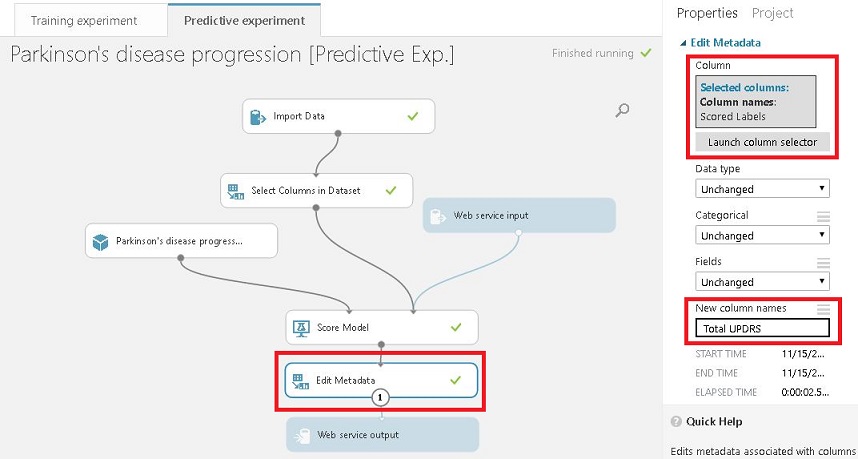 Training experiment
Predictive experiment
Parkinson's disease progression [Predictive Exp.]
Finished running
Import Data
Select Columns in Dataset
Web service input
Parkinson's disease progress...
Score Model
Edit Metadata
1
Web service output
Properties Project
Edit Metadata
Column
Selected columns:
Column names:
Scored Labels
Launch column selector
Data type
Unchanged
Categorical
Unchanged
Fields
Unchanged
New column names
Total UPDRS
START TIME 11/15/2...
END TIME 11/15/2...
ELAPSED TIME 0:00:02.5...
Quick Help
Edits metadata associated with columns